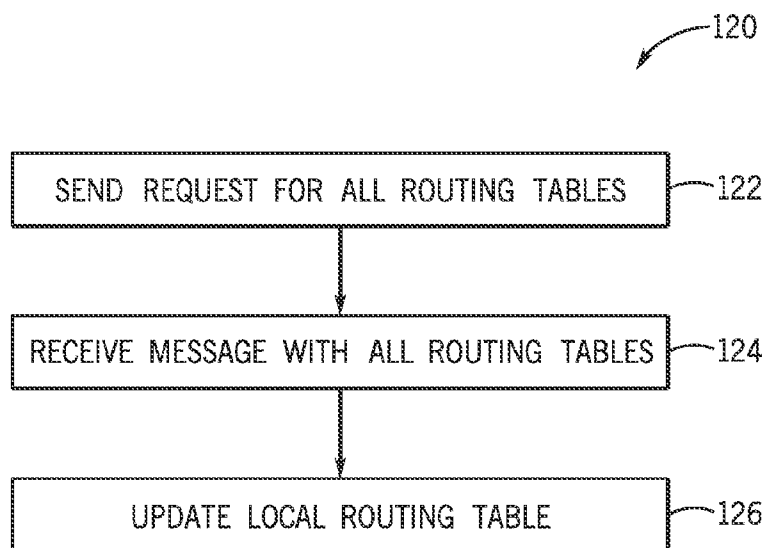 120
SEND REQUEST FOR ALL ROUTING TABLES
122
RECEIVE MESSAGE WITH ALL ROUTING TABLES
124
UPDATE LOCAL ROUTING TABLE
126